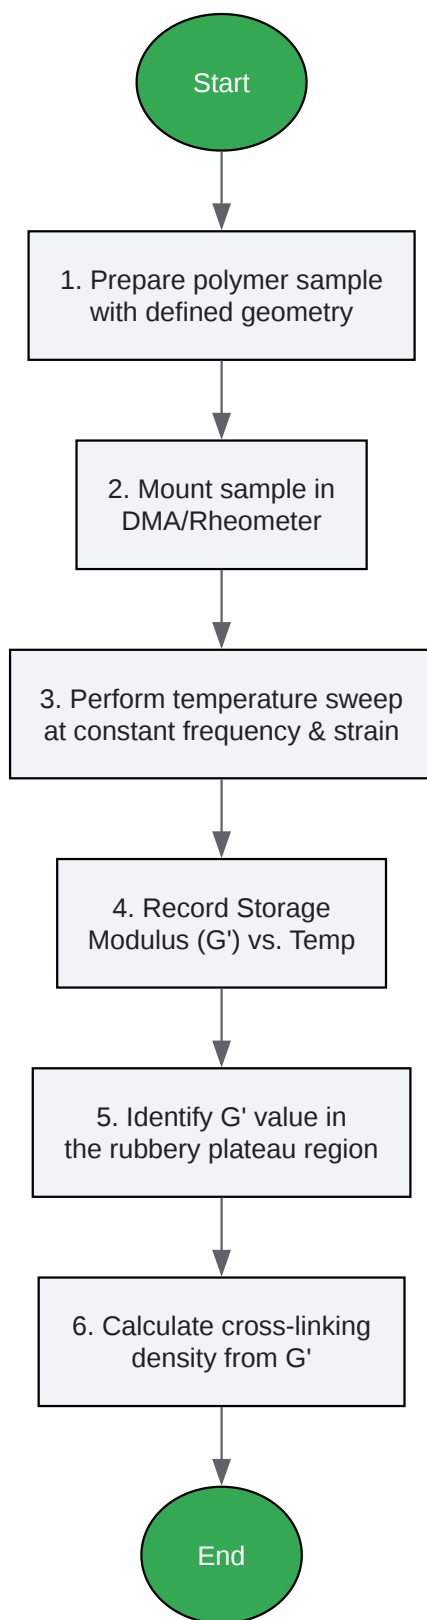 Start
1. Prepare polymer sample
with defined geometry
2. Mount sample in
DMA/Rheometer
3. Perform temperature sweep
at constant frequency & strain
4. Record Storage
Modulus (G') vs. Temp
5. Identify G' value in
the rubbery plateau region
6. Calculate cross-linking
density from G'
End